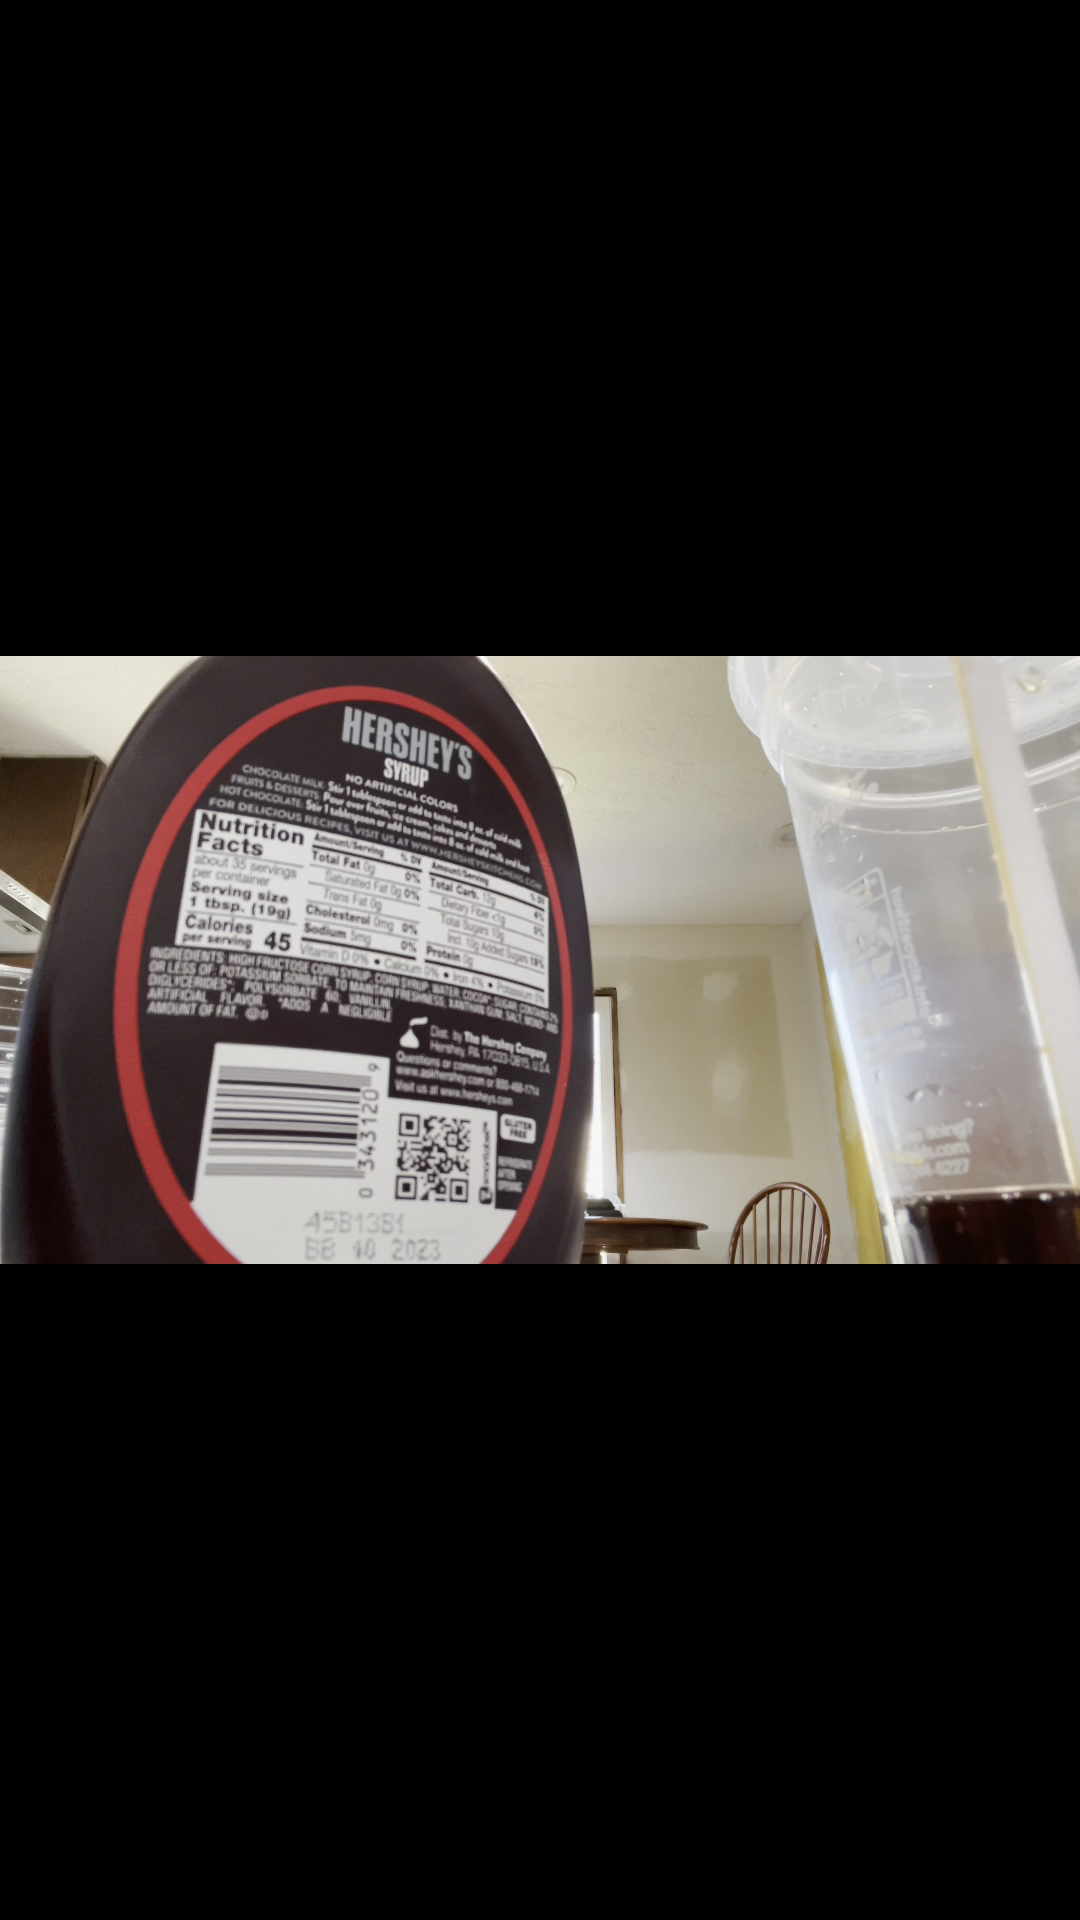 HERSHEY'S
SYRUP
NO ARTIFICIAL COLORS
CHOCOLATE MILK Stir 1 tablespoon or add to taste into 8 oz. of cold milk
FRUITS & DESSERTS Pour over fruits, ice cream, cakes and desserts
HOT CHOCOLATE Stir 1 tablespoon or add to taste into 8 oz. of cold milk and heat
FOR DELICIOUS RECIPES, VISIT US AT WWW.HERSHEYSKITCHENS.COM
Nutrition
Facts
about 35 servings
per container
Serving size
1 tbsp. (19g)
Calories
per serving 45
Amount/Serving % DV
Total Fat 0g 0%
Saturated Fat 0g 0%
Trans Fat 0g
Cholesterol 0mg 0%
Sodium 5mg 0%
Amount/Serving % DV
Total Carb. 12g 4%
Dietary Fiber <1g 0%
Total Sugars 10g
Incl. 10g Added Sugars 19%
Protein 0g
Vitamin D 0% • Calcium 0% • Iron 4% • Potassium 0%
INGREDIENTS: HIGH FRUCTOSE CORN SYRUP; CORN SYRUP; WATER; COCOA*; SUGAR; CONTAINS 2%
OR LESS OF: POTASSIUM SORBATE, TO MAINTAIN FRESHNESS; XANTHAN GUM; SALT; MONO- AND
DIGLYCERIDES*; POLYSORBATE 60; VANILLIN,
ARTIFICIAL FLAVOR. *ADDS A NEGLIGIBLE
AMOUNT OF FAT.
Dist. by The Hershey Company
Hershey, PA 17033-0815, U.S.A.
Questions or comments?
www.askhershey.com or 800-468-1714
Visit us at www.hersheys.com
GLUTEN
FREE
smartlabel™
REFRIGERATE
AFTER
OPENING
0 343120 9
45B13B1
BB 10 2023
doing?
.com
8227